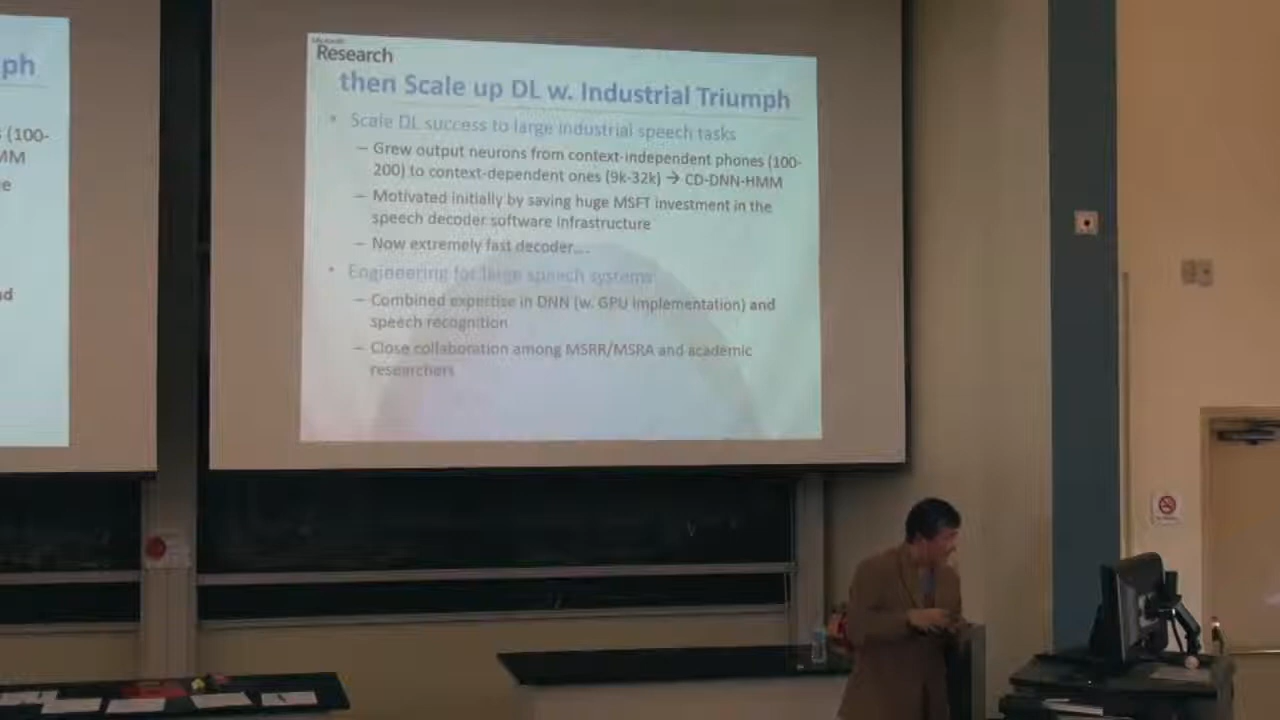 ph
s (100-
MM
e
nd
Microsoft
Research
then Scale up DL w. Industrial Triumph
• Scale DL success to large industrial speech tasks
– Grew output neurons from context-independent phones (100-
200) to context-dependent ones (9k-32k) → CD-DNN-HMM
– Motivated initially by saving huge MSFT investment in the
speech decoder software infrastructure
– Now extremely fast decoder....
• Engineering for large speech systems:
– Combined expertise in DNN (w. GPU implementation) and
speech recognition
– Close collaboration among MSRR/MSRA and academic
researchers